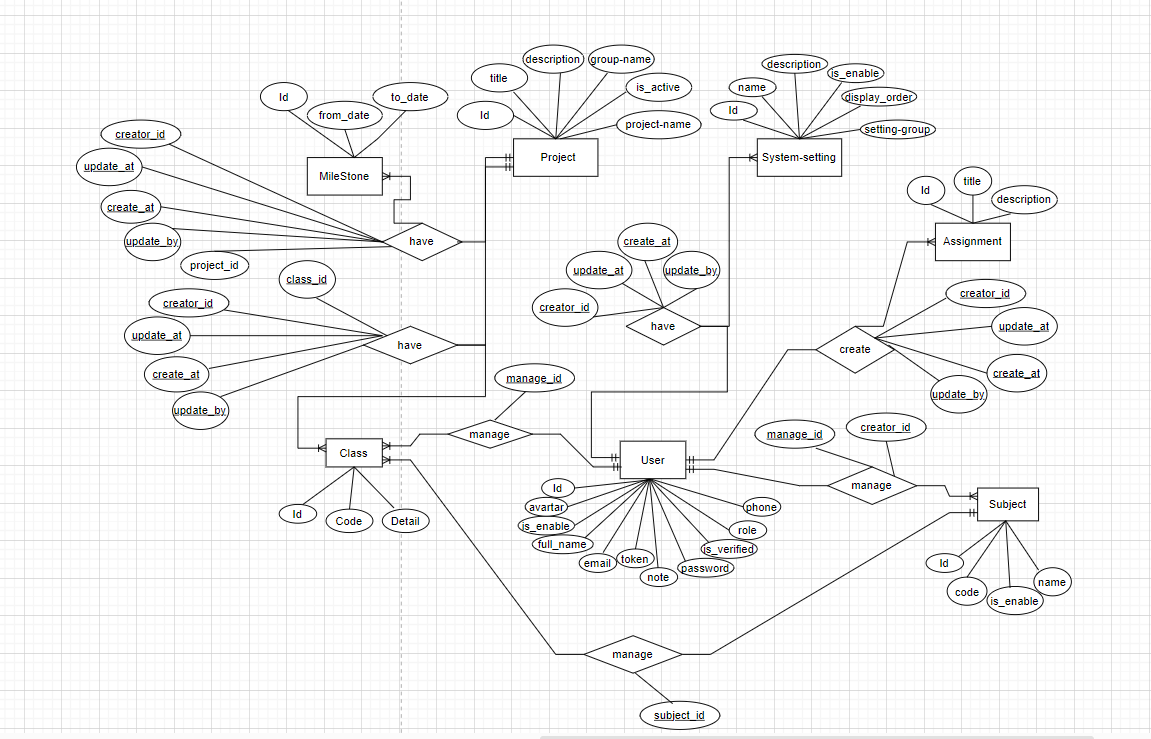 description
group-name
title
is_active
Id
project-name
Project
description
is_enable
name
display_order
Id
setting-group
System-setting
Id
to_date
from_date
MileStone
creator_id
update_at
create_at
update_by
project_id
have
title
Id
description
Assignment
class_id
creator_id
update_at
create_at
update_by
have
create_at
update_at
update_by
creator_id
have
creator_id
update_at
create_at
update_by
create
manage_id
manage
manage_id
creator_id
manage
Class
Id
Code
Detail
User
Id
avartar
is_enable
full_name
email
token
note
password
is_verified
role
phone
Subject
Id
code
is_enable
name
manage
subject_id